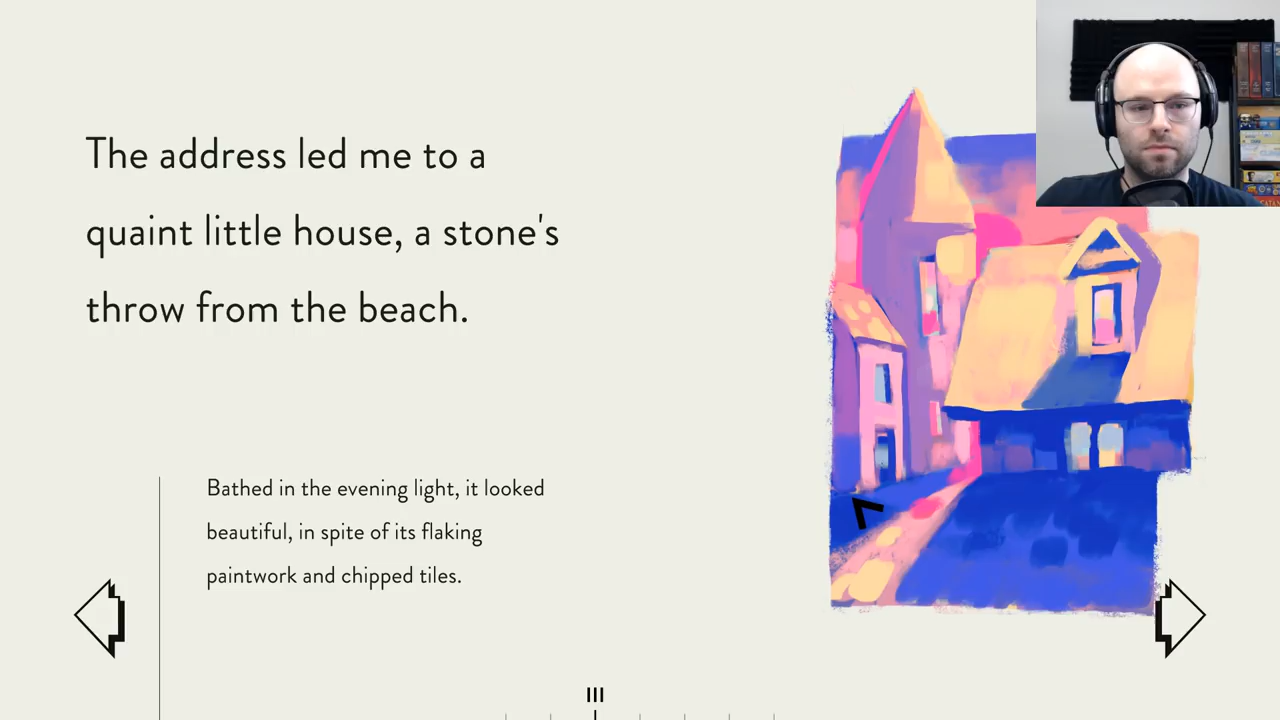 The address led me to a
quaint little house, a stone's
throw from the beach.
Bathed in the evening light, it looked
beautiful, in spite of its flaking
paintwork and chipped tiles.
III